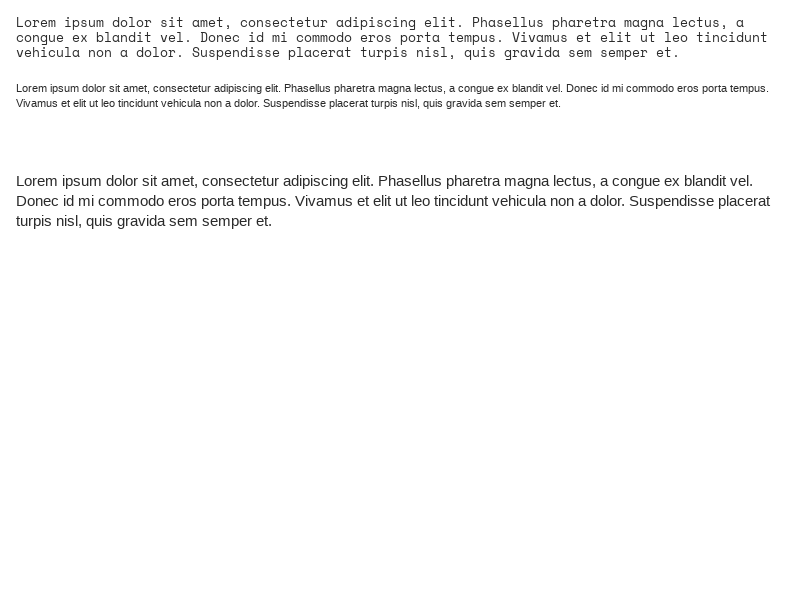 Lorem ipsum dolor sit amet, consectetur adipiscing elit. Phasellus pharetra magna lectus, a
congue ex blandit vel. Donec id mi commodo eros porta tempus. Vivamus et elit ut leo tincidunt
vehicula non a dolor. Suspendisse placerat turpis nisl, quis gravida sem semper et.
Lorem ipsum dolor sit amet, consectetur adipiscing elit. Phasellus pharetra magna lectus, a congue ex blandit vel. Donec id mi commodo eros porta tempus.
Vivamus et elit ut leo tincidunt vehicula non a dolor. Suspendisse placerat turpis nisl, quis gravida sem semper et.
Lorem ipsum dolor sit amet, consectetur adipiscing elit. Phasellus pharetra magna lectus, a congue ex blandit vel.
Donec id mi commodo eros porta tempus. Vivamus et elit ut leo tincidunt vehicula non a dolor. Suspendisse placerat
turpis nisl, quis gravida sem semper et.